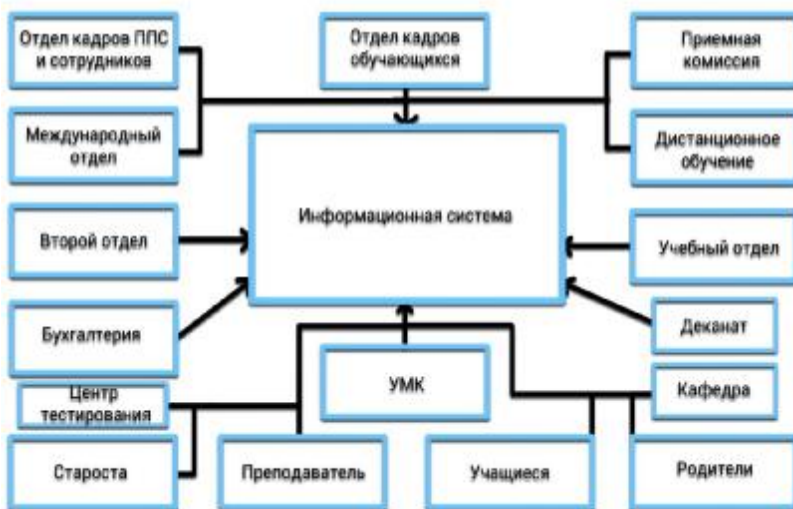 Отдел кадров ППС
и сотрудников
Отдел кадров
обучающихся
Приемная
комиссия
Международный
отдел
Дистанционное
обучение
Информационная система
Второй отдел
Учебный отдел
Бухгалтерия
Деканат
УМК
Центр
тестирования
Кафедра
Староста
Преподаватель
Учащиеся
Родители